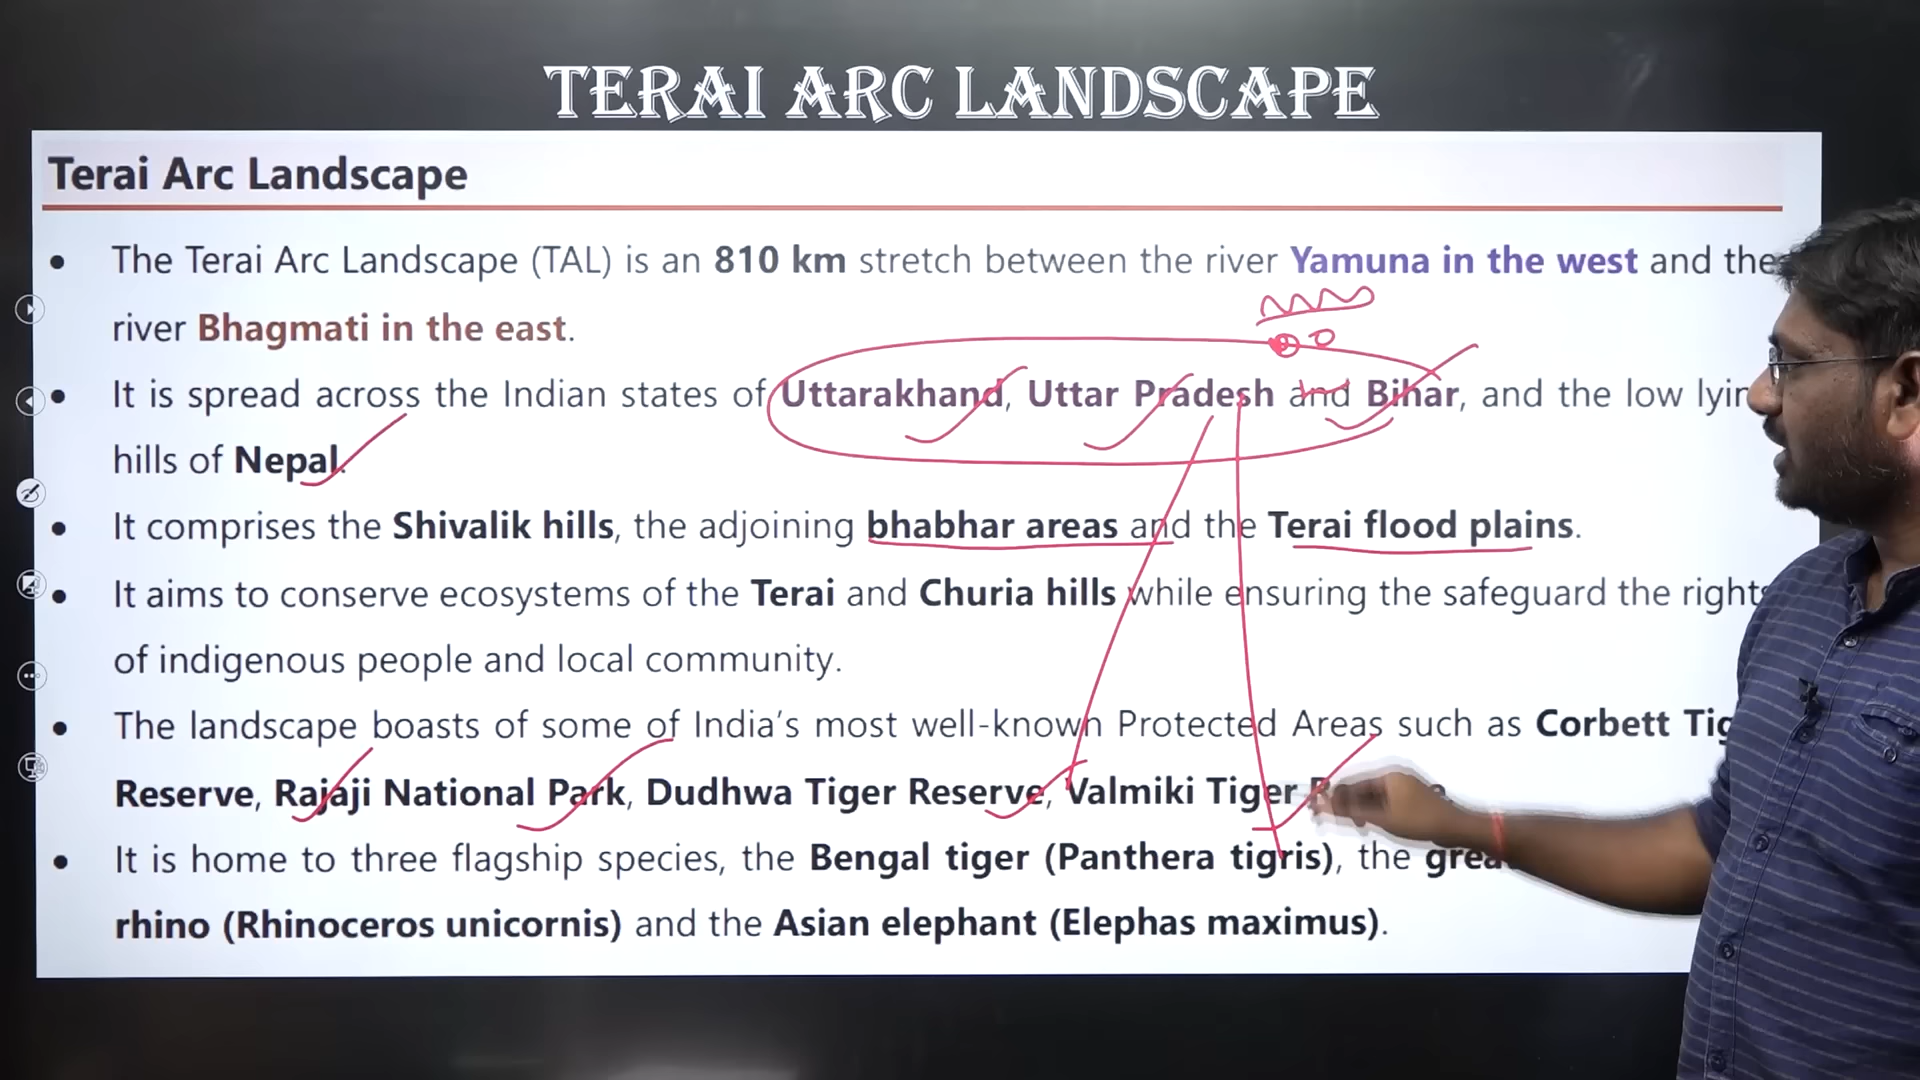 TERAI ARC LANDSCAPE
Terai Arc Landscape
• The Terai Arc Landscape (TAL) is an 810 km stretch between the river Yamuna in the west and the
river Bhagmati in the east.
• It is spread across the Indian states of Uttarakhand, Uttar Pradesh and Bihar, and the low
hills of Nepal.
• It comprises the Shivalik hills, the adjoining bhabhar areas and the Terai flood plains.
• It aims to conserve ecosystems of the Terai and Churia hills while ensuring the safeguard the rights
of indigenous people and local community.
• The landscape boasts of some of India's most well-known Protected Areas such as Corbett
Reserve, Rajaji National Park, Dudhwa Tiger Reserve, Valmiki Tiger
• It is home to three flagship species, the Bengal tiger (Panthera tigris), the
rhino (Rhinoceros unicornis) and the Asian elephant (Elephas maximus).